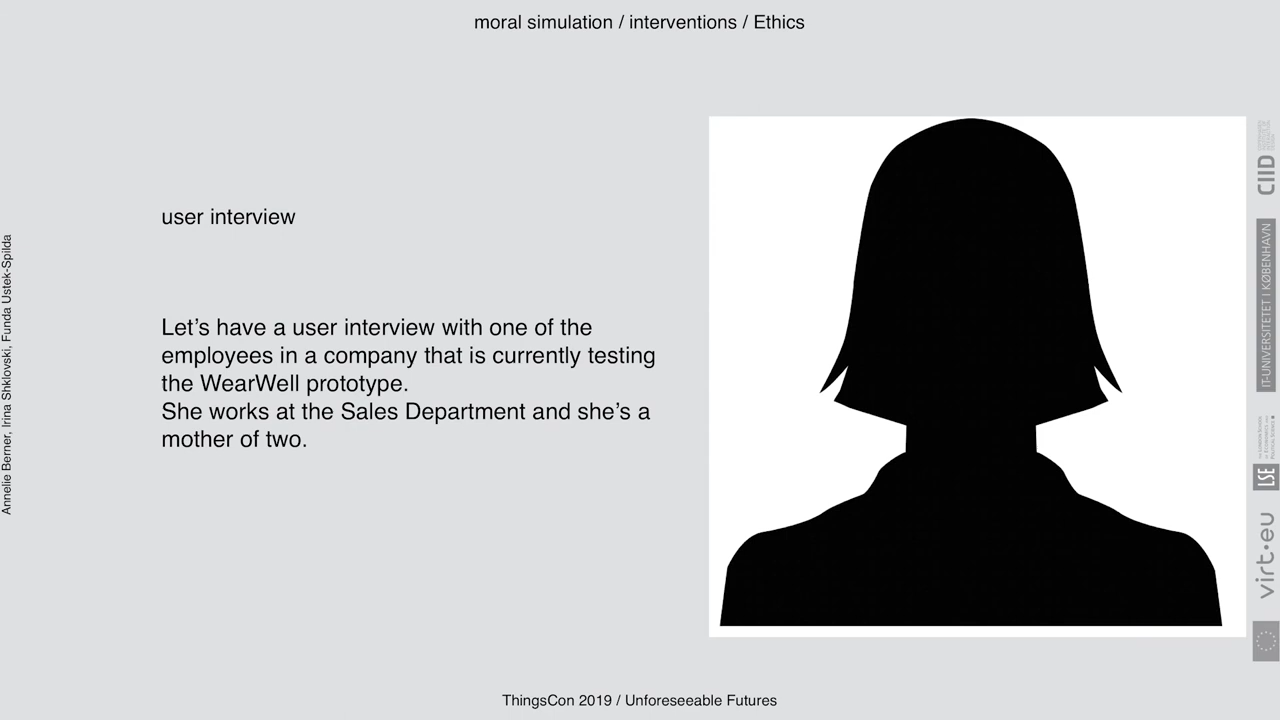 moral simulation / interventions / Ethics
user interview
Let's have a user interview with one of the
employees in a company that is currently testing
the WearWell prototype.
She works at the Sales Department and she's a
mother of two.
Annelie Berner, Irina Shklovski, Funda Ustek-Spilda
CIID
IT-UNIVERSITETET I KØBENHAVN
LSE
virt•eu
ThingsCon 2019 / Unforeseeable Futures